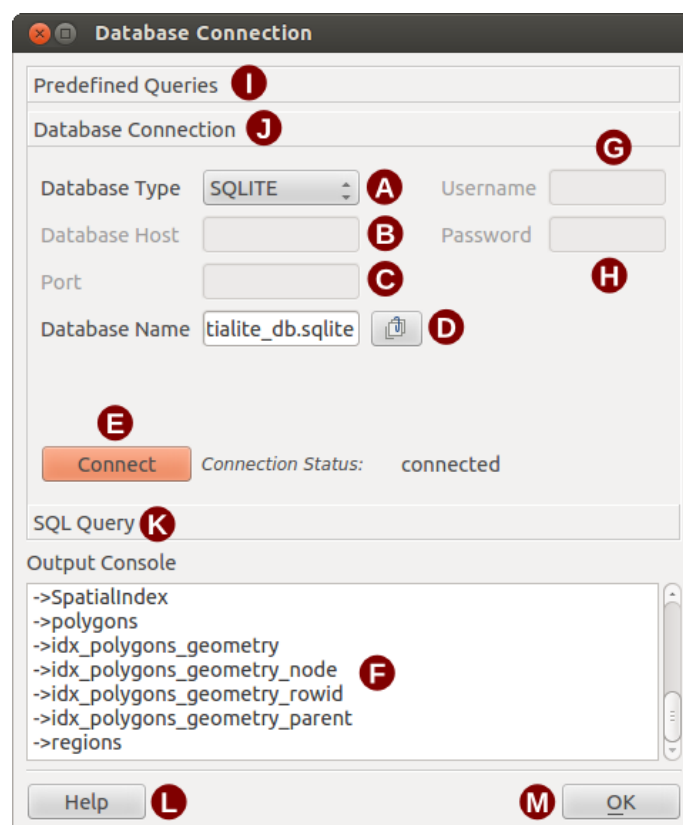 Database Connection
Predefined Queries I
Database Connection J
G
Database Type SQLITE A Username
Database Host B Password
Port C H
Database Name tialite_db.sqlite D
E
Connect Connection Status: connected
SQL Query K
Output Console
->SpatialIndex
->polygons
->idx_polygons_geometry
->idx_polygons_geometry_node F
->idx_polygons_geometry_rowid
->idx_polygons_geometry_parent
->regions
Help L M OK